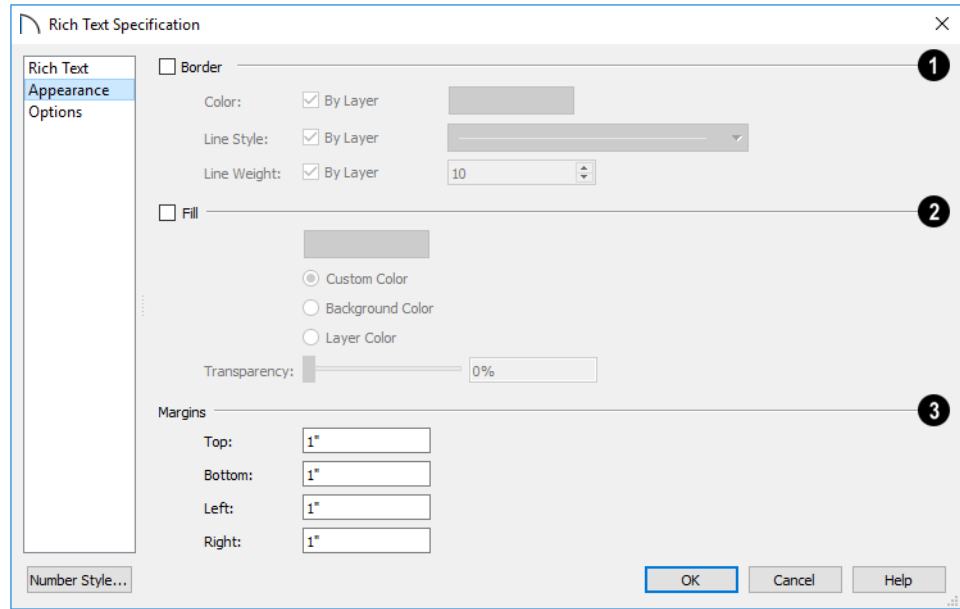 Rich Text Specification
Rich Text
Appearance
Options
Border 1
Color: By Layer
Line Style: By Layer
Line Weight: By Layer 10
Fill 2
Custom Color
Background Color
Layer Color
Transparency: 0%
Margins 3
Top: 1"
Bottom: 1"
Left: 1"
Right: 1"
Number Style... OK Cancel Help